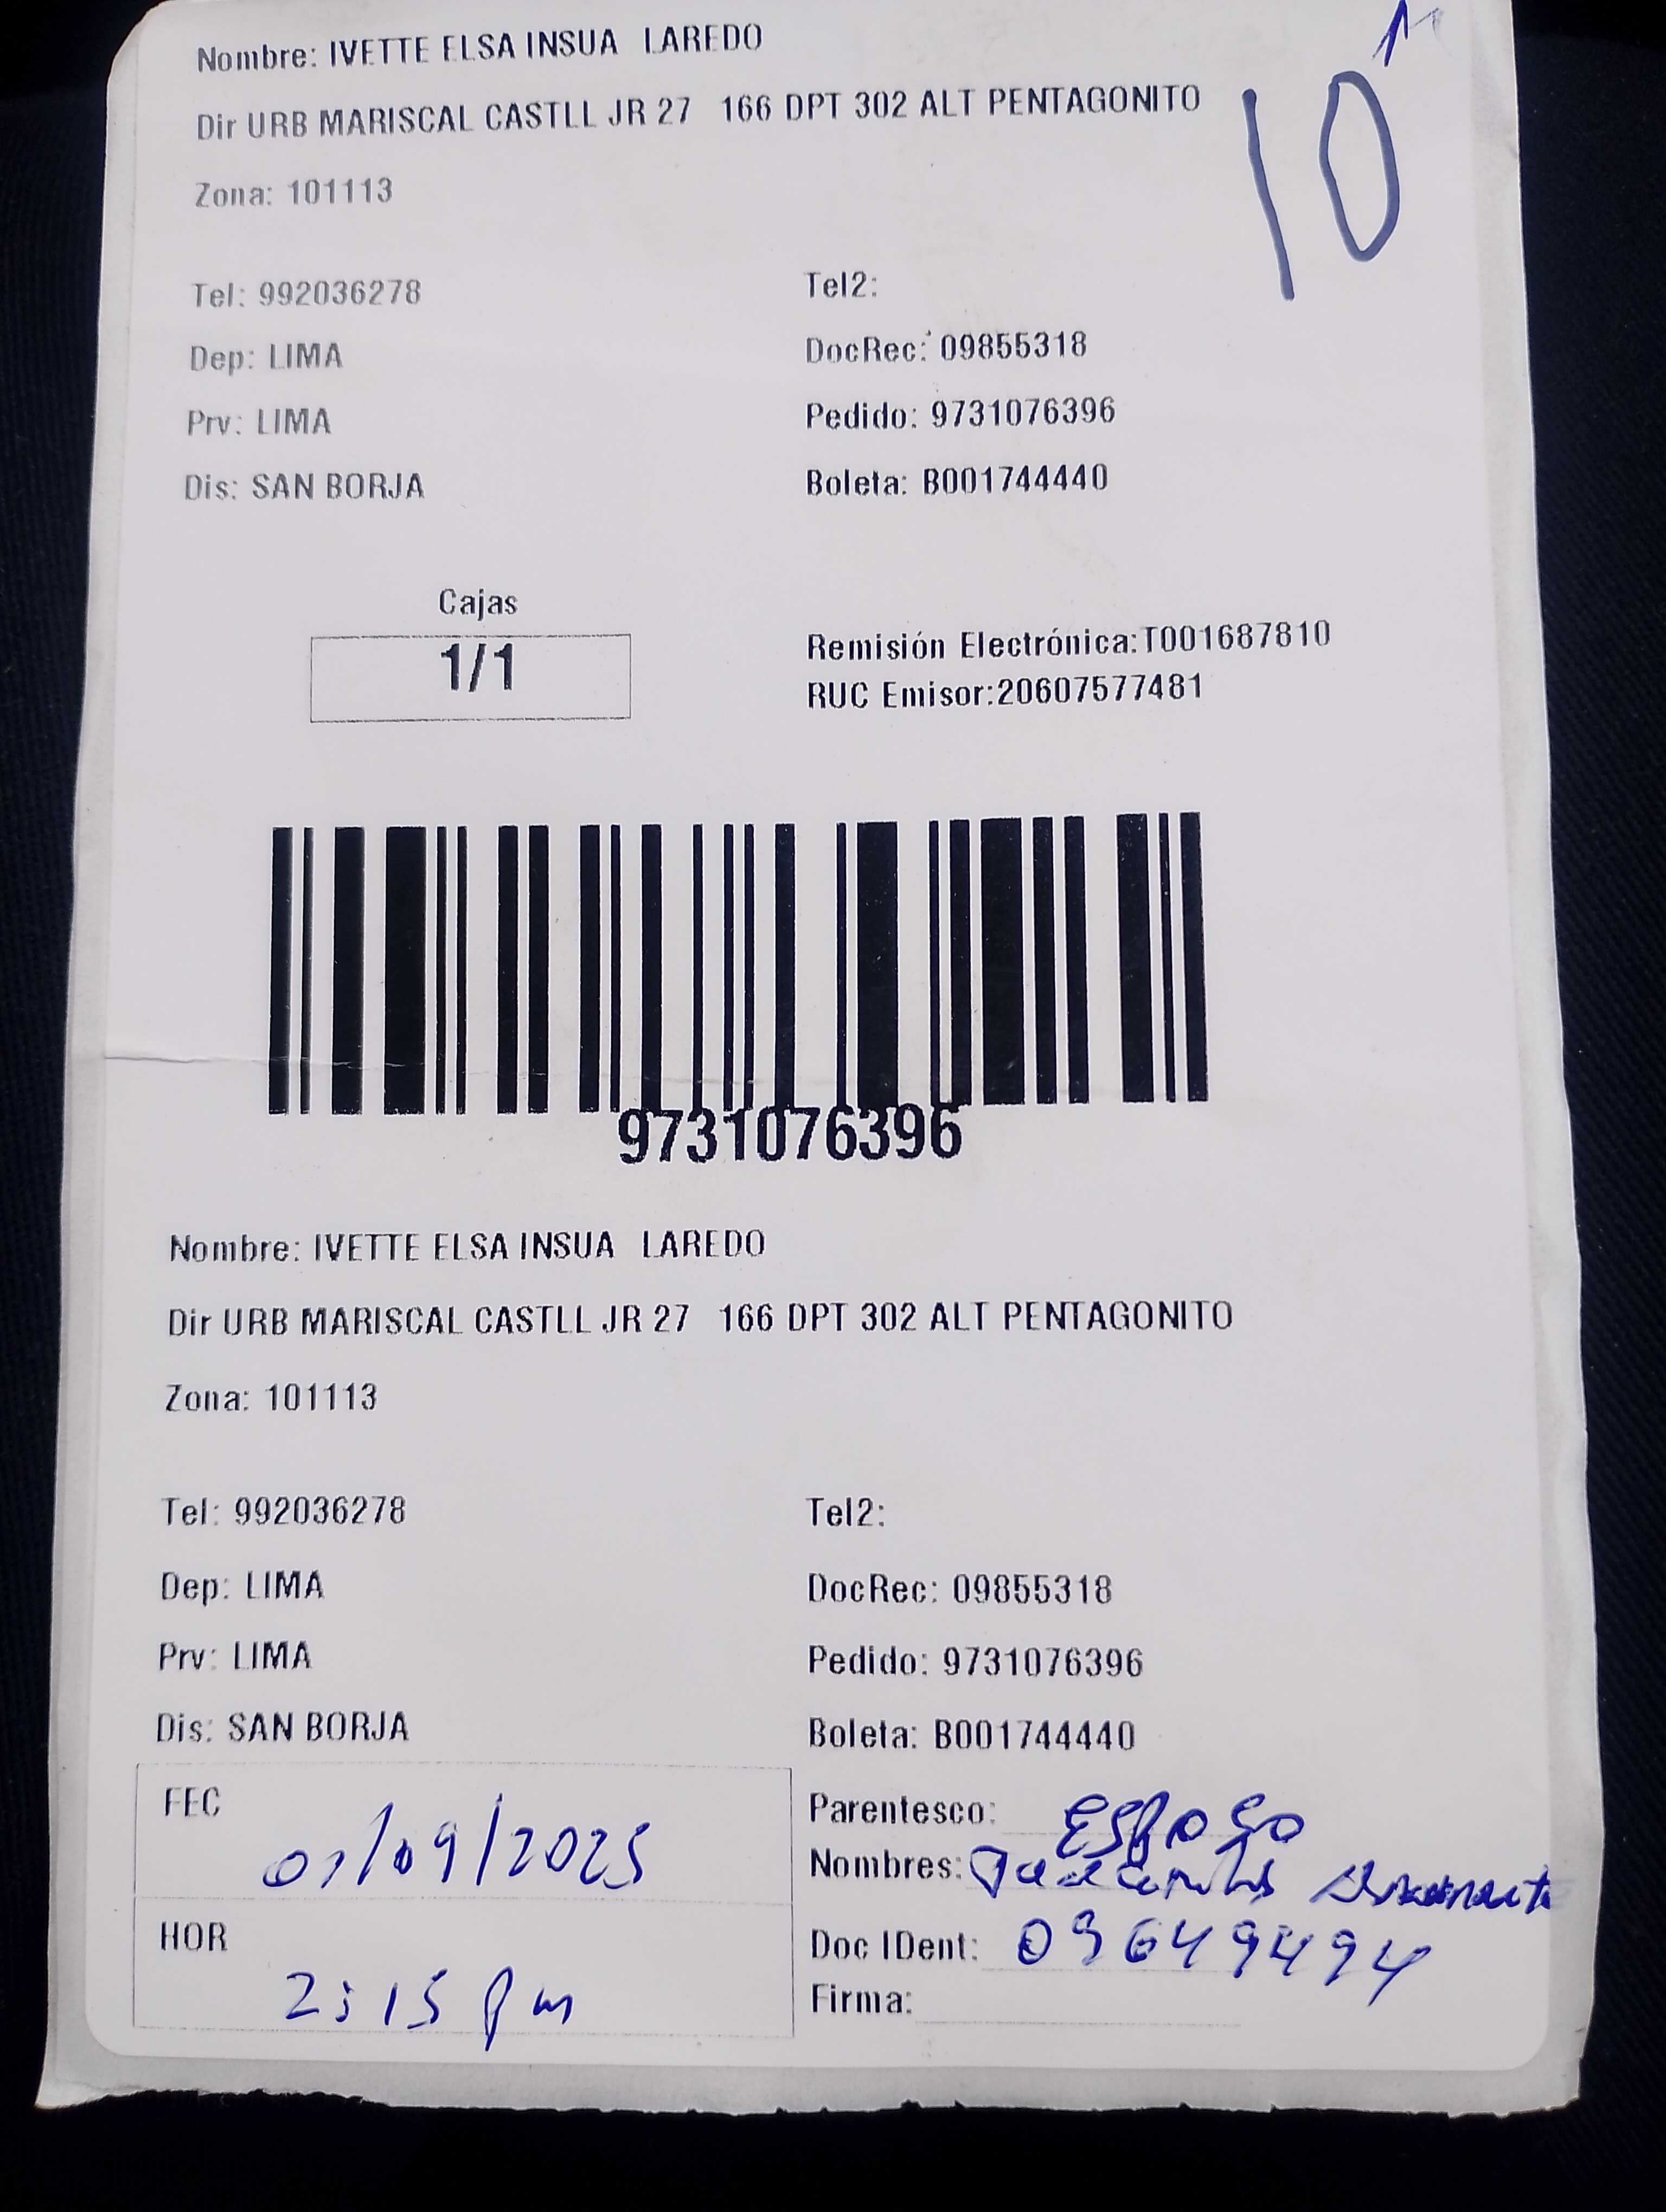 Nombre: IVETTE ELSA INSUA LAREDO
Dir URB MARISCAL CASTLL JR 27 166 DPT 302 ALT PENTAGONITO
10
Zona: 101113
Tel: 992036278 Tel2:
Dep: LIMA DocRec: 09855318
Prv: LIMA Pedido: 9731076396
Dis: SAN BORJA Boleta: B001744440
Cajas
1/1
Remisión Electrónica:T001687810
RUC Emisor:20607577481
9731076396
Nombre: IVETTE ELSA INSUA LAREDO
Dir URB MARISCAL CASTLL JR 27 166 DPT 302 ALT PENTAGONITO
Zona: 101113
Tel: 992036278 Tel2:
Dep: LIMA DocRec: 09855318
Prv: LIMA Pedido: 9731076396
Dis: SAN BORJA Boleta: B001744440
FEC 01/09/2025
HOR 2:15 pm
Parentesco: ESPOSO
Nombres:
Doc IDent: 09649494
Firma: